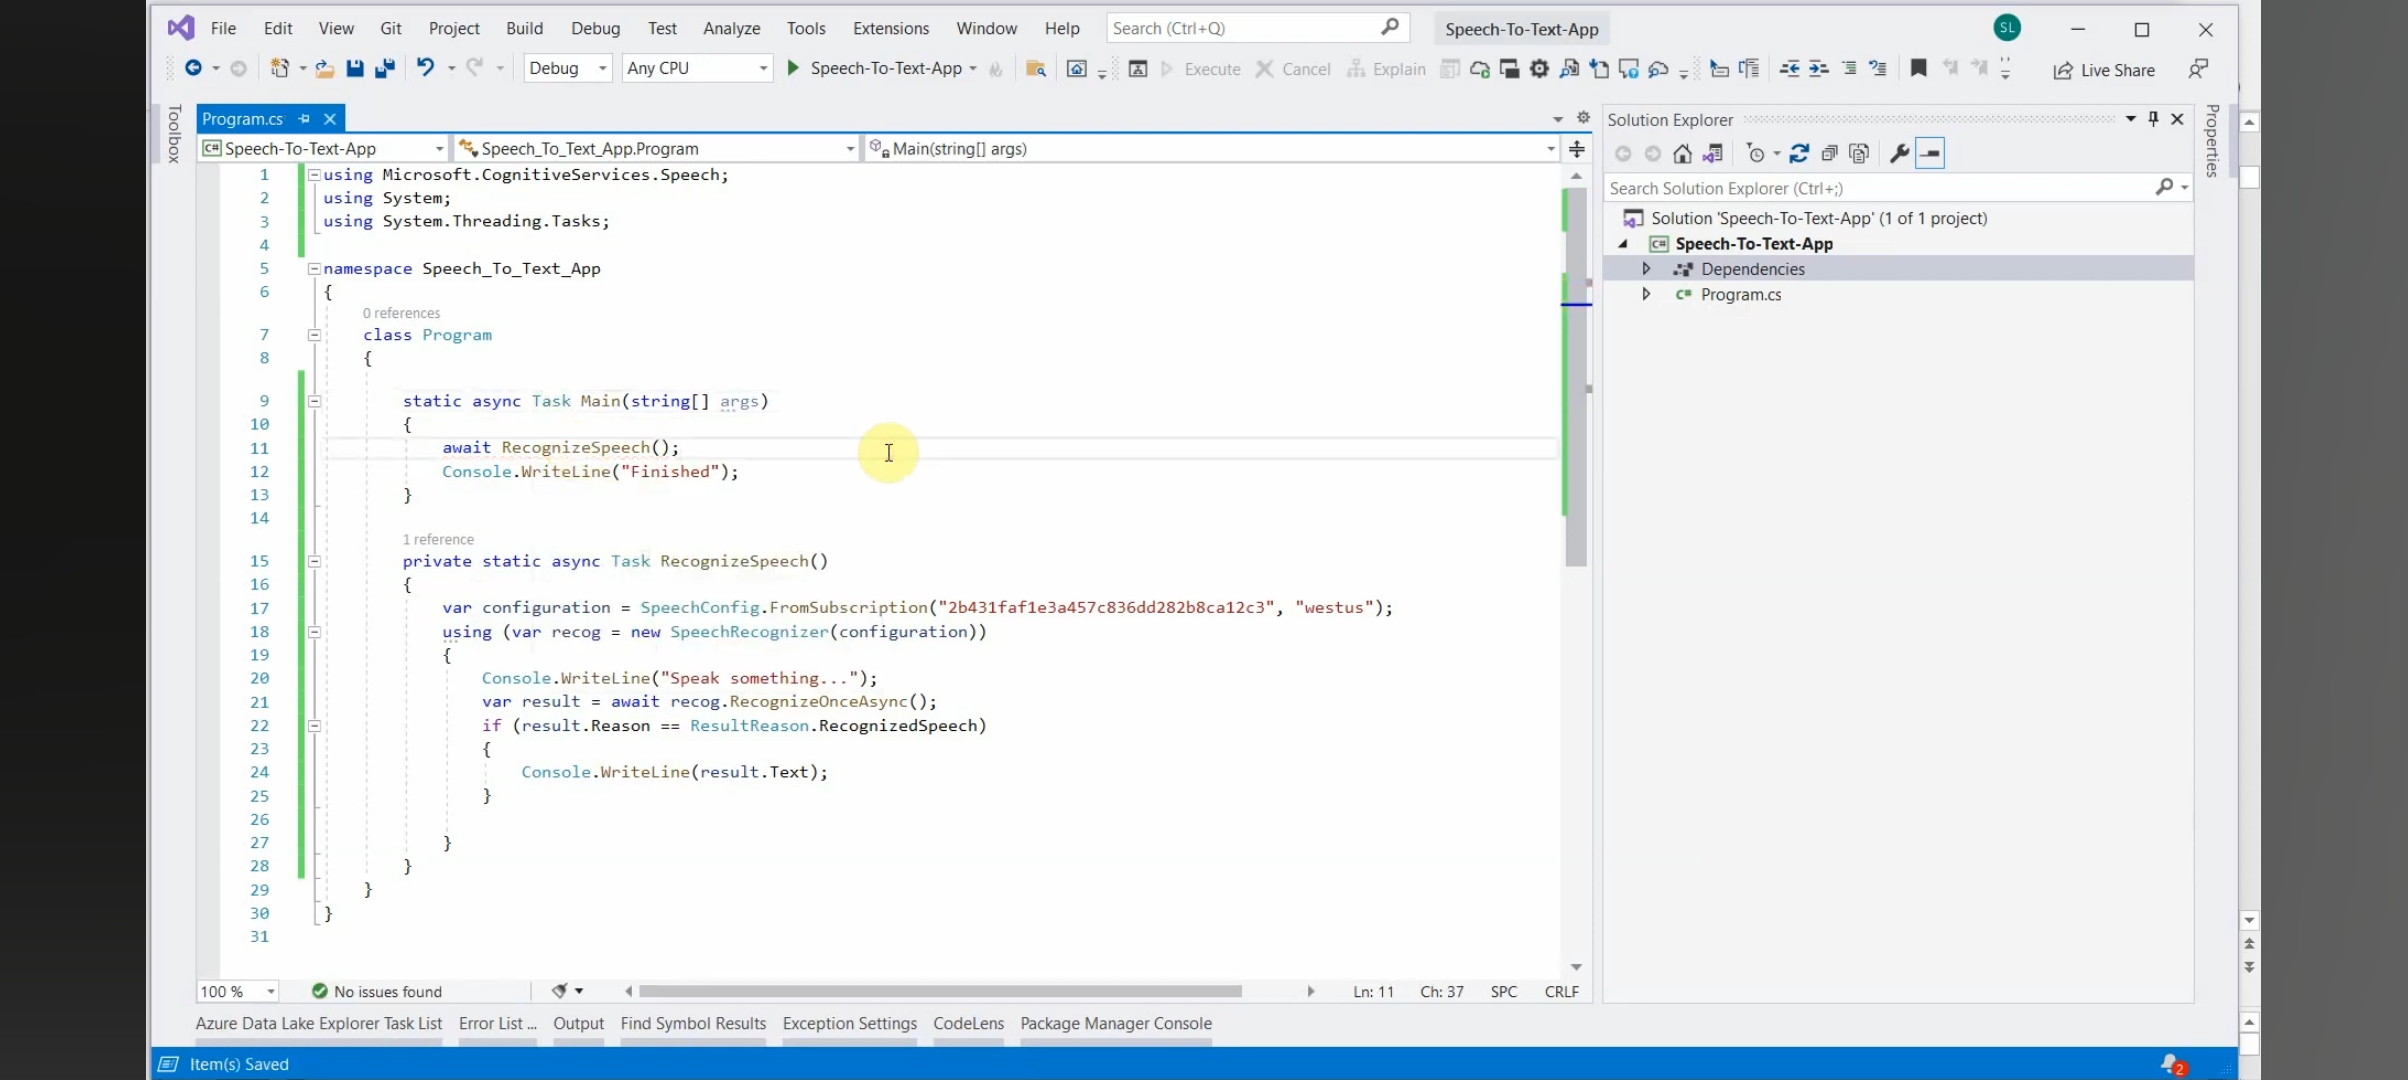 File Edit View Git Project Build Debug Test Analyze Tools Extensions Window Help Search (Ctrl+Q) Speech-To-Text-App SL
Debug Any CPU Speech-To-Text-App Execute Cancel Explain Live Share
Toolbox
Program.cs
Speech-To-Text-App Speech_To_Text_App.Program Main(string[] args)
1 using Microsoft.CognitiveServices.Speech;
2 using System;
3 using System.Threading.Tasks;
4
5 namespace Speech_To_Text_App
6 {
0 references
7 class Program
8 {
9 static async Task Main(string[] args)
10 {
11 await RecognizeSpeech();
12 Console.WriteLine("Finished");
13 }
14
1 reference
15 private static async Task RecognizeSpeech()
16 {
17 var configuration = SpeechConfig.FromSubscription("2b431faf1e3a457c836dd282b8ca12c3", "westus");
18 using (var recog = new SpeechRecognizer(configuration))
19 {
20 Console.WriteLine("Speak something...");
21 var result = await recog.RecognizeOnceAsync();
22 if (result.Reason == ResultReason.RecognizedSpeech)
23 {
24 Console.WriteLine(result.Text);
25 }
26
27 }
28 }
29 }
30 }
31
100 % No issues found Ln: 11 Ch: 37 SPC CRLF
Solution Explorer
Search Solution Explorer (Ctrl+;)
Solution 'Speech-To-Text-App' (1 of 1 project)
C# Speech-To-Text-App
Dependencies
C# Program.cs
Properties
Azure Data Lake Explorer Task List Error List ... Output Find Symbol Results Exception Settings CodeLens Package Manager Console
Item(s) Saved 2